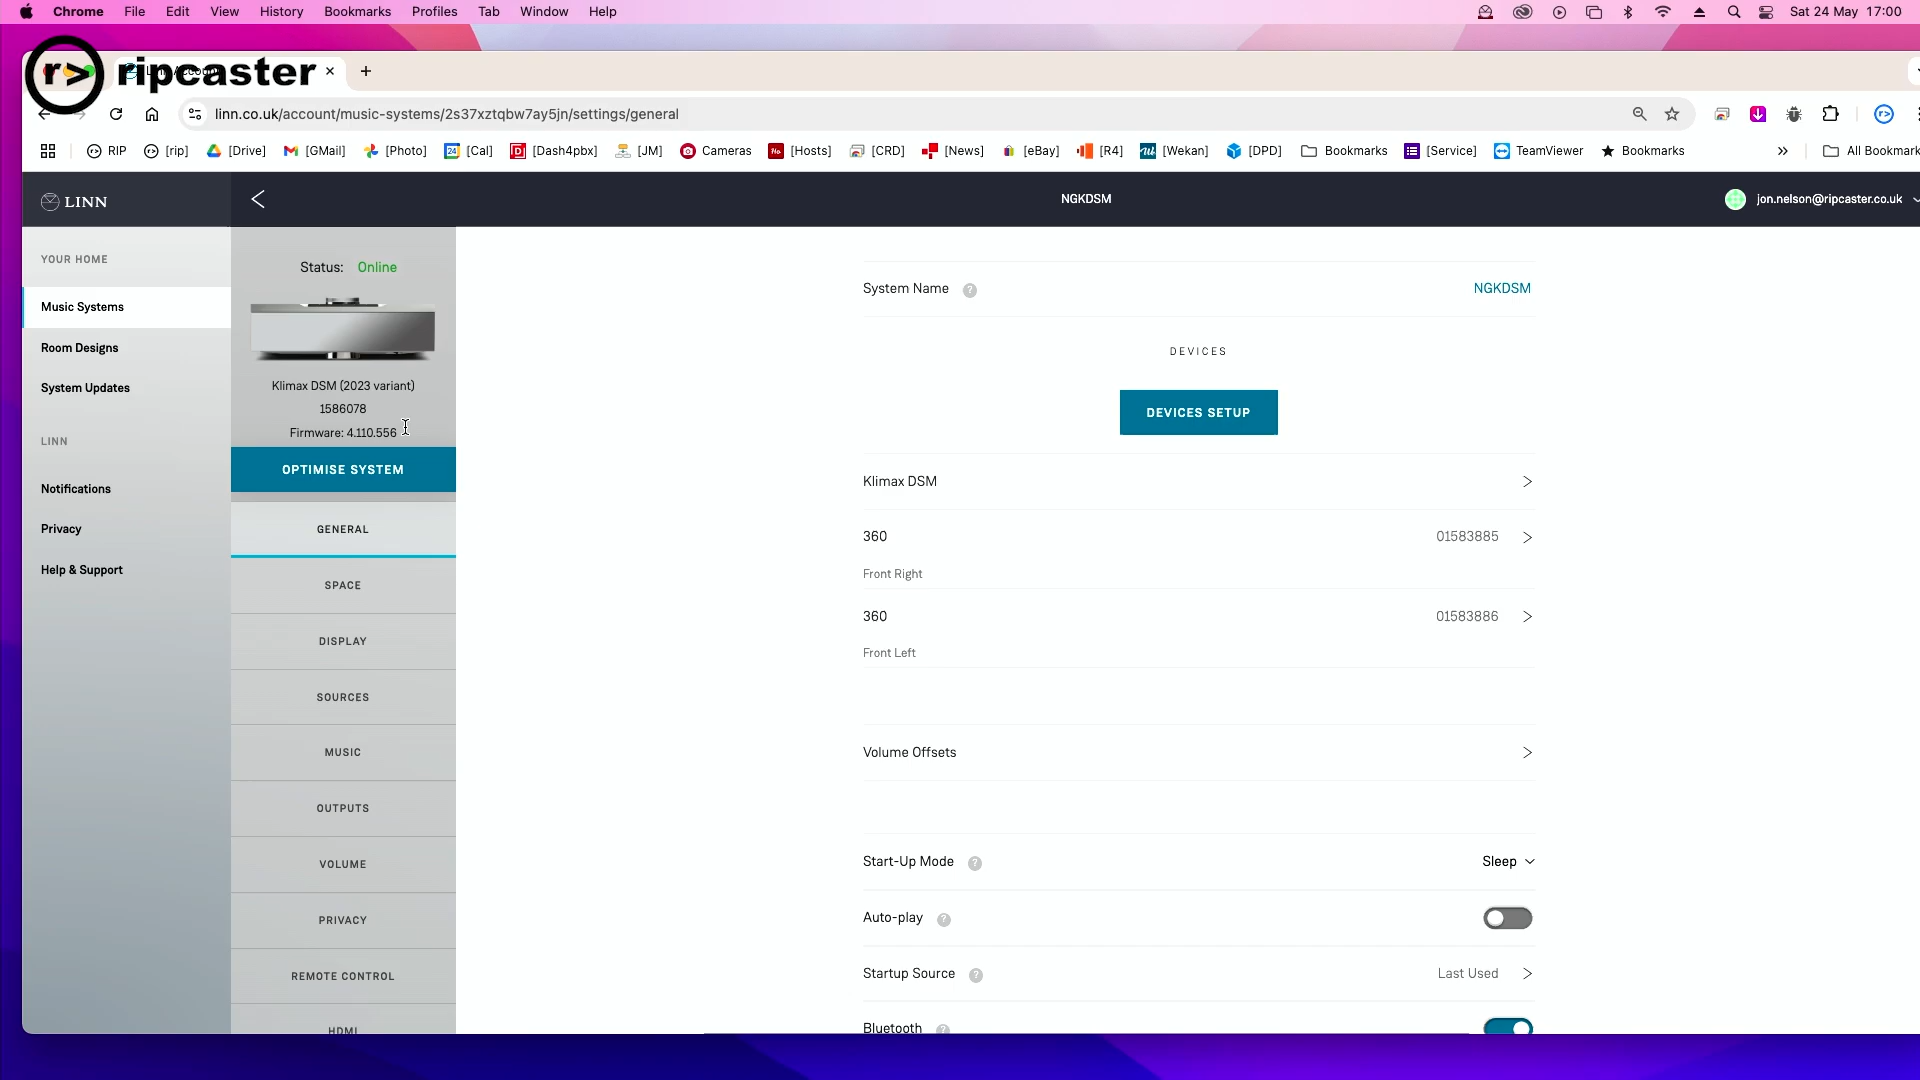 Chrome File Edit View History Bookmarks Profiles Tab Window Help Sat 24 May 17:00
r> ripcaster
linn.co.uk/account/music-systems/2s37xztqbw7ay5jn/settings/general
RIP [rip] [Drive] [GMail] [Photo] [Cal] [Dash4pbx] [JM] Cameras [Hosts] [CRD] [News] [eBay] [R4] [Wekan] [DPD] Bookmarks [Service] TeamViewer Bookmarks » All Bookmark
LINN
NGKDSM
jon.nelson@ripcaster.co.uk
YOUR HOME
Music Systems
Room Designs
System Updates
LINN
Notifications
Privacy
Help & Support
Status: Online
Klimax DSM (2023 variant)
1586078
Firmware: 4.110.556
OPTIMISE SYSTEM
GENERAL
SPACE
DISPLAY
SOURCES
MUSIC
OUTPUTS
VOLUME
PRIVACY
REMOTE CONTROL
HDMI
System Name ? NGKDSM
DEVICES
DEVICES SETUP
Klimax DSM
360 01583885
Front Right
360 01583886
Front Left
Volume Offsets
Start-Up Mode ? Sleep
Auto-play ?
Startup Source ? Last Used
Bluetooth ?